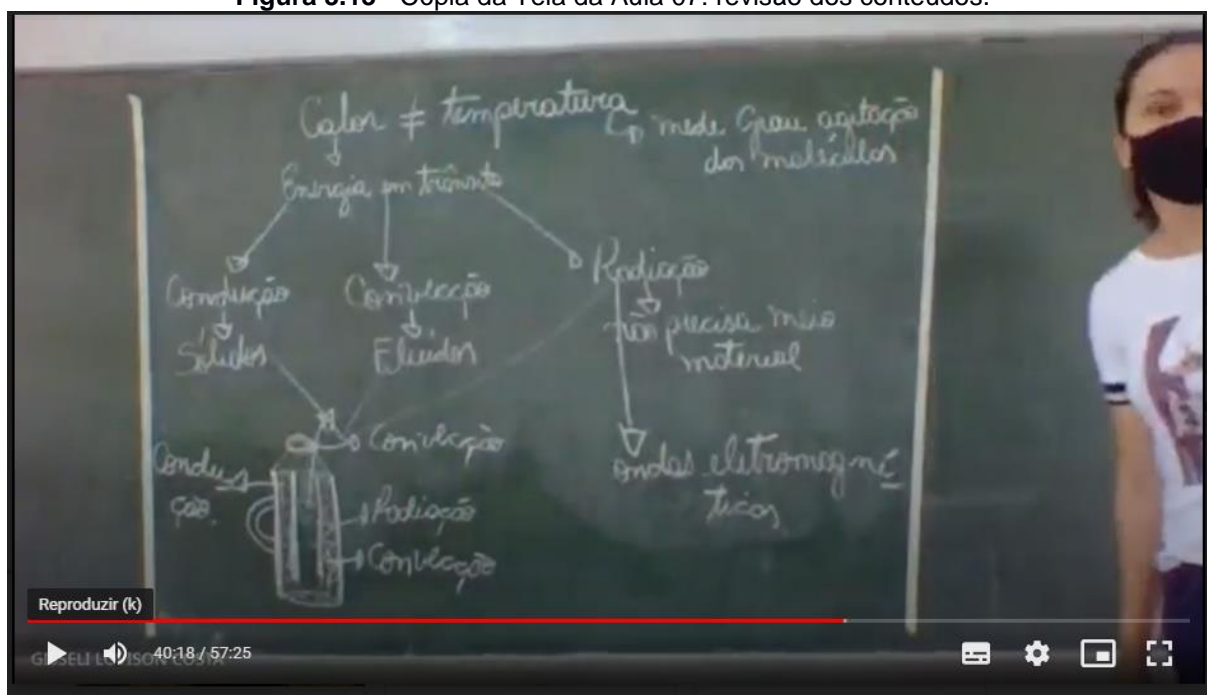 Figura 3.16 - Cópia da Tela da Aula 07: revisão dos conteúdos.
Calor ≠ temperatura
mede Grau agitação
das moléculas
Energia em trânsito
Condução
Convecção
Radiação
Sólidos
Fluidos
não precisa meio
material
Convecção
Condu
ção.
Radiação
Convecção
ondas eletromagné
ticas
Reproduzir (k)
40:18 / 57:25